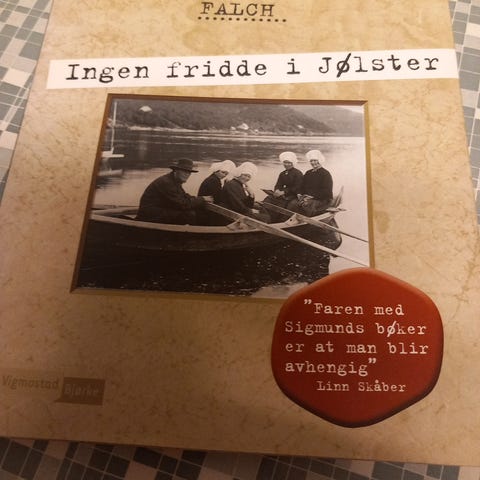 FALCH
Ingen fridde i Jølster
"Faren med
Sigmunds bøker
er at man blir
avhengig"
Linn Skåber
Vigmostad Bjørke